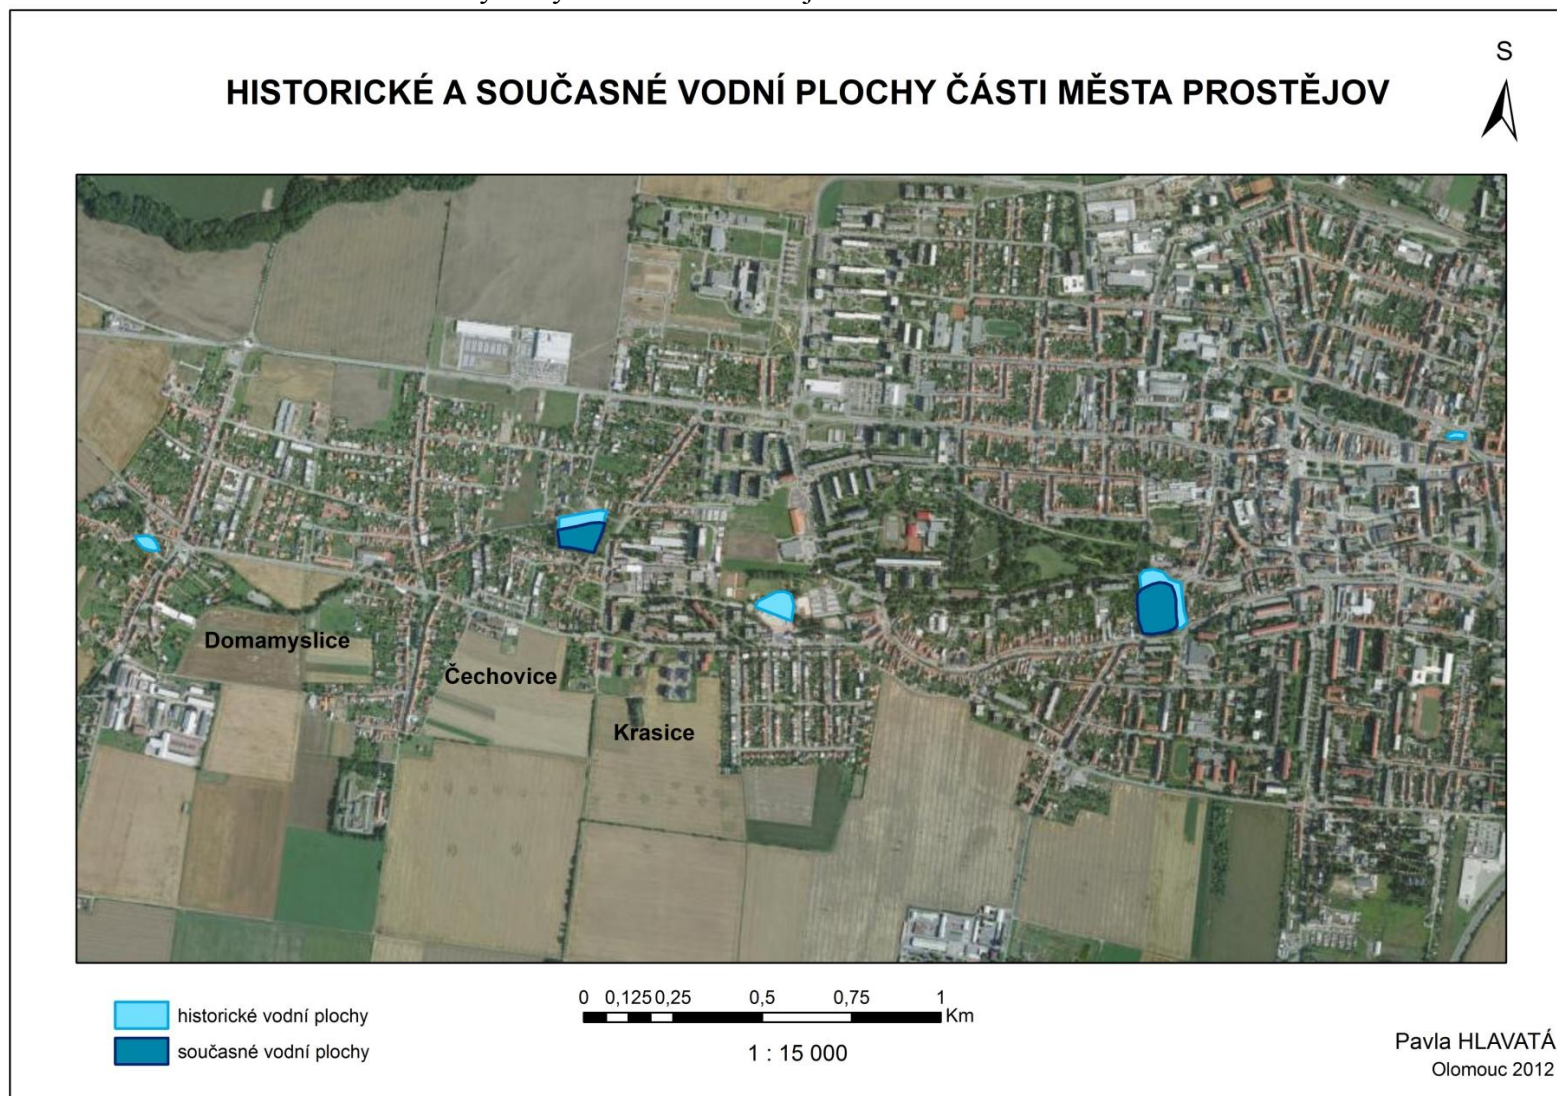 S
HISTORICKÉ A SOUČASNÉ VODNÍ PLOCHY ČÁSTI MĚSTA PROSTĚJOV
Domamyslice
Čechovice
Krasice
historické vodní plochy
současné vodní plochy
0 0,125 0,25 0,5 0,75 1
Km
1 : 15 000
Pavla HLAVATÁ
Olomouc 2012